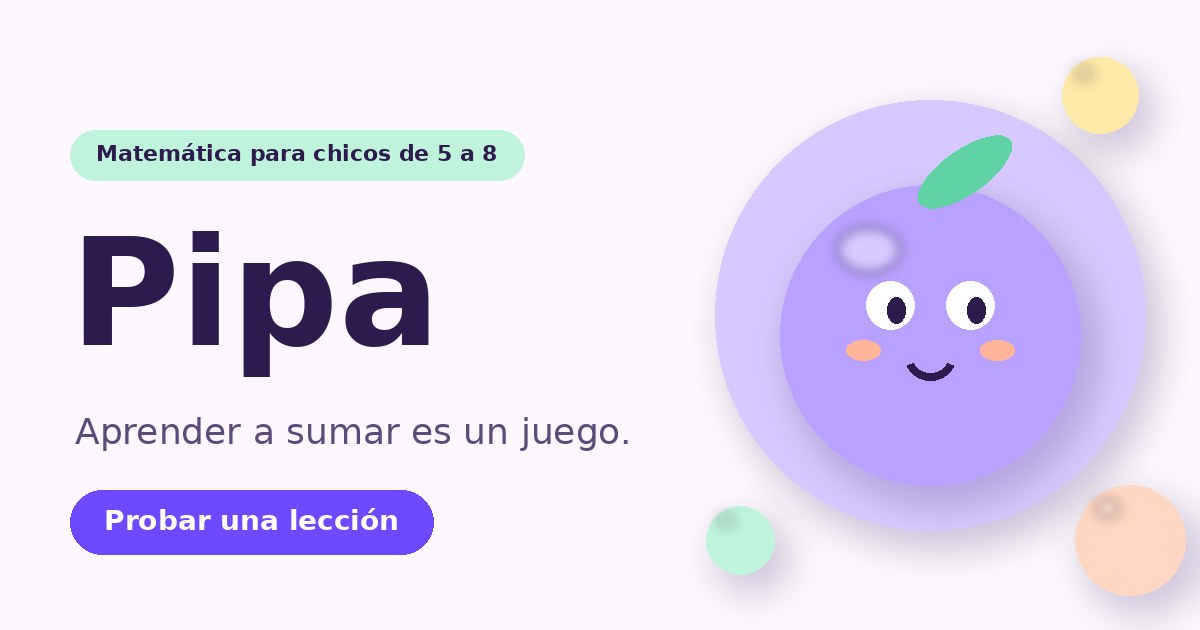 Matemática para chicos de 5 a 8
Pipa
Aprender a sumar es un juego.
Probar una lección